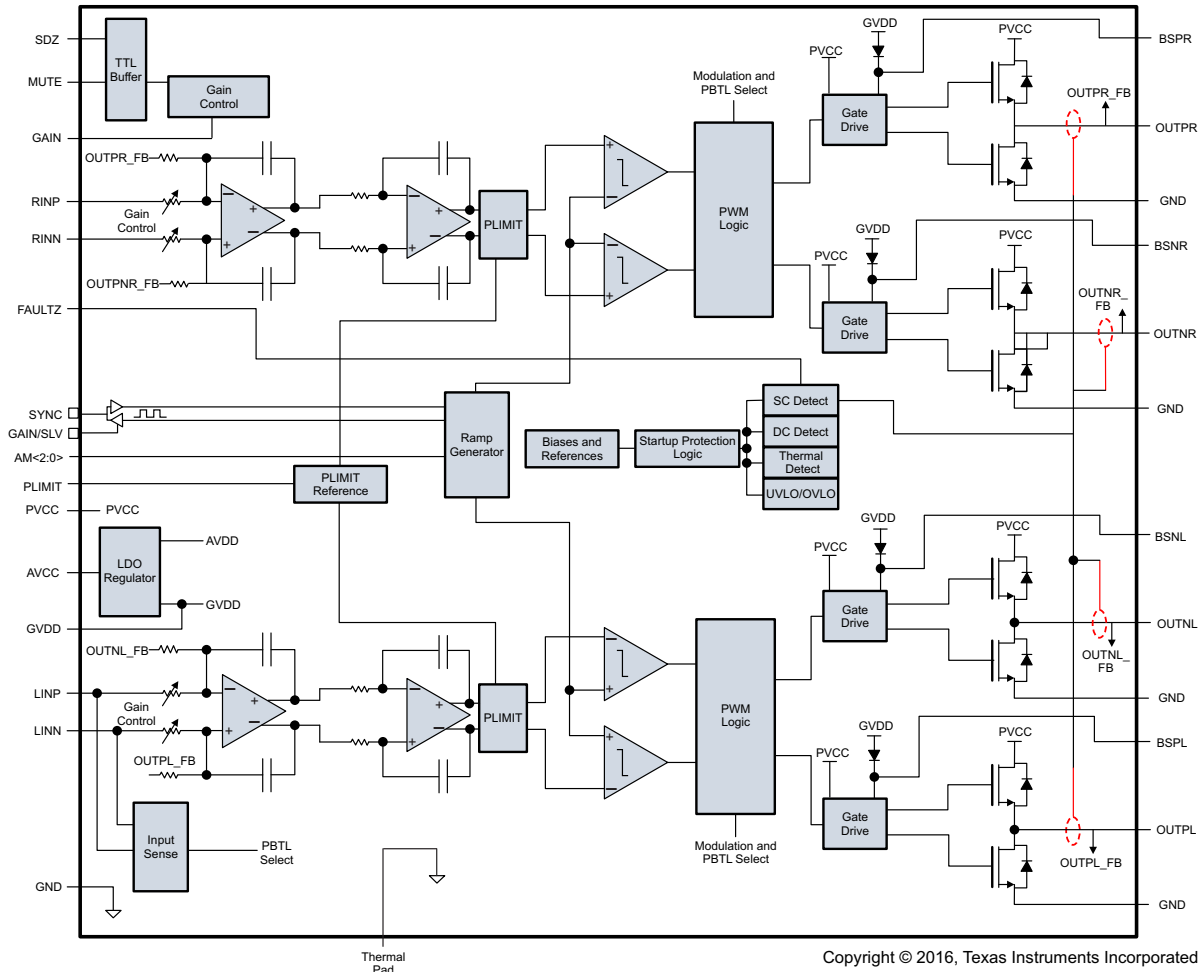 SDZ
MUTE
GAIN
TTL
Buffer
Gain
Control
OUTPR_FB
RINP
Gain
Control
RINN
OUTPNR_FB
FAULTZ
+
−
PLIMIT
Modulation and
PBTL Select
PWM
Logic
PVCC
GVDD
Gate
Drive
PVCC
BSPR
OUTPR_FB
OUTPR
GND
GVDD
PVCC
Gate
Drive
PVCC
BSNR
OUTNR_
FB
OUTNR
GND
SYNC
GAIN/SLV
AM<2:0>
PLIMIT
PVCC
PVCC
PLIMIT
Reference
Ramp
Generator
Biases and
References
Startup Protection
Logic
SC Detect
DC Detect
Thermal
Detect
UVLO/OVLO
AVCC
LDO
Regulator
AVDD
GVDD
GVDD
OUTNL_FB
LINP
Gain
Control
LINN
OUTPL_FB
PLIMIT
PWM
Logic
Modulation and
PBTL Select
GVDD
PVCC
Gate
Drive
PVCC
BSNL
OUTNL
OUTNL_
FB
GND
GVDD
PVCC
Gate
Drive
PVCC
BSPL
OUTPL
OUTPL_FB
GND
Input
Sense
PBTL
Select
GND
Thermal
Pad
Copyright © 2016, Texas Instruments Incorporated